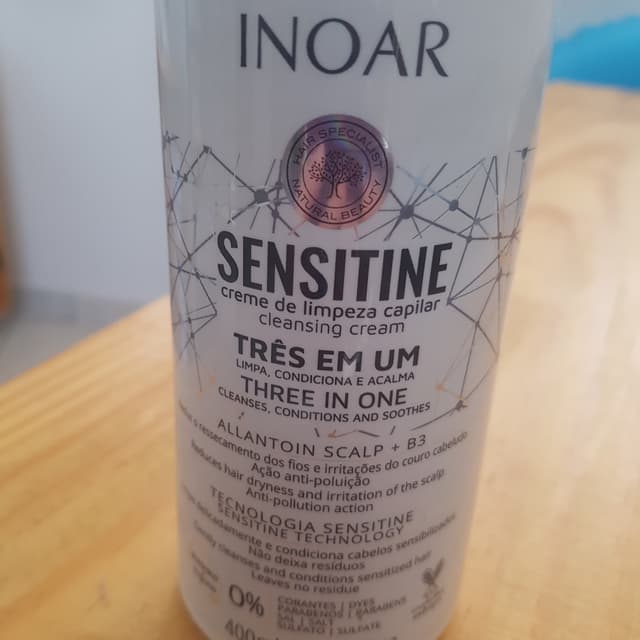 INOAR
HAIR SPECIALIST
NATURAL BEAUTY
SENSITINE
creme de limpeza capilar
cleansing cream
TRÊS EM UM
LIMPA, CONDICIONA E ACALMA
THREE IN ONE
CLEANSES, CONDITIONS AND SOOTHES
ALLANTOIN SCALP + B3
o ressecamento dos fios e irritações do couro cabeludo
Reduces hair dryness and irritation of the scalp
Ação anti-poluição
Anti-pollution action
TECNOLOGIA SENSITINE
SENSITINE TECHNOLOGY
delicadamente e condiciona cabelos sensibilizados
Gently cleanses and conditions sensitized hair
Não deixa resíduos
Leaves no residue
0%
CORANTES | DYES
PARABENOS | PARABENS
SAL | SALT
SULFATO | SULFATE